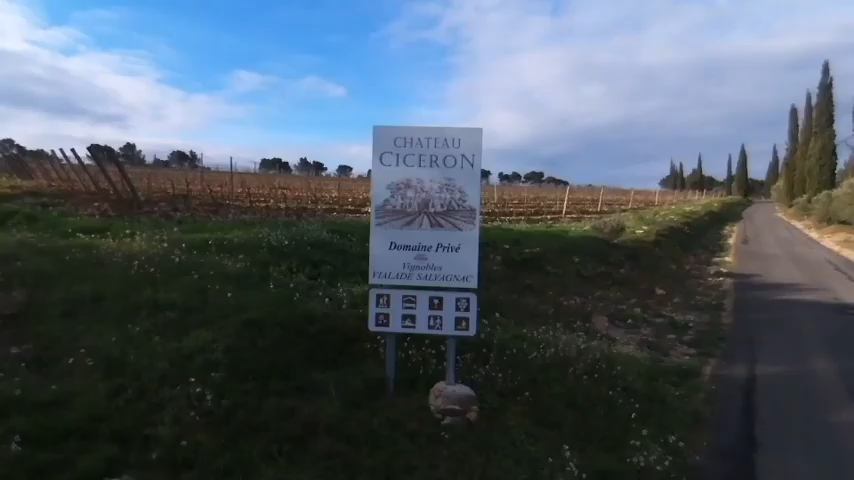 CHATEAU
CICERON
Domaine Privé
Vignobles
VIALADE SALVAGNAC